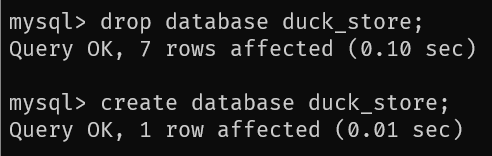 mysql> drop database duck_store;
Query OK, 7 rows affected (0.10 sec)
mysql> create database duck_store;
Query OK, 1 row affected (0.01 sec)